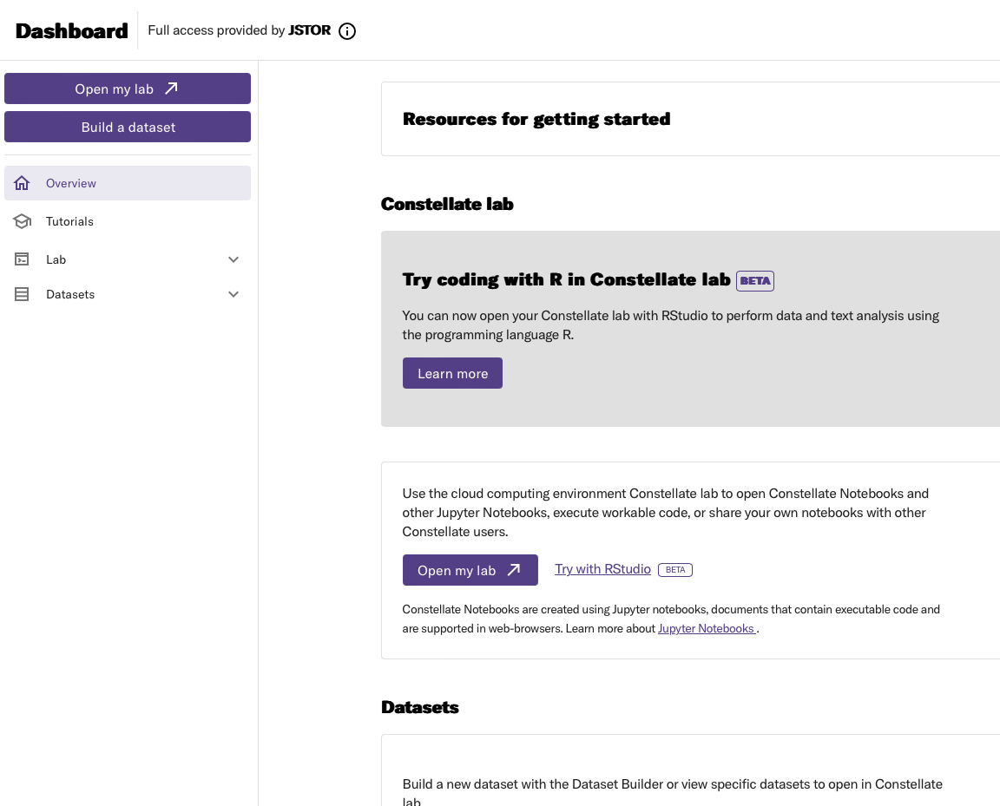 Dashboard
Full access provided by JSTOR
Open my lab
Build a dataset
Overview
Tutorials
Lab
Datasets
Resources for getting started
Constellate lab
Try coding with R in Constellate lab BETA
You can now open your Constellate lab with RStudio to perform data and text analysis using
the programming language R.
Learn more
Use the cloud computing environment Constellate lab to open Constellate Notebooks and
other Jupyter Notebooks, execute workable code, or share your own notebooks with other
Constellate users.
Open my lab
Try with RStudio BETA
Constellate Notebooks are created using Jupyter notebooks, documents that contain executable code and
are supported in web-browsers. Learn more about Jupyter Notebooks .
Datasets
Build a new dataset with the Dataset Builder or view specific datasets to open in Constellate
lab.